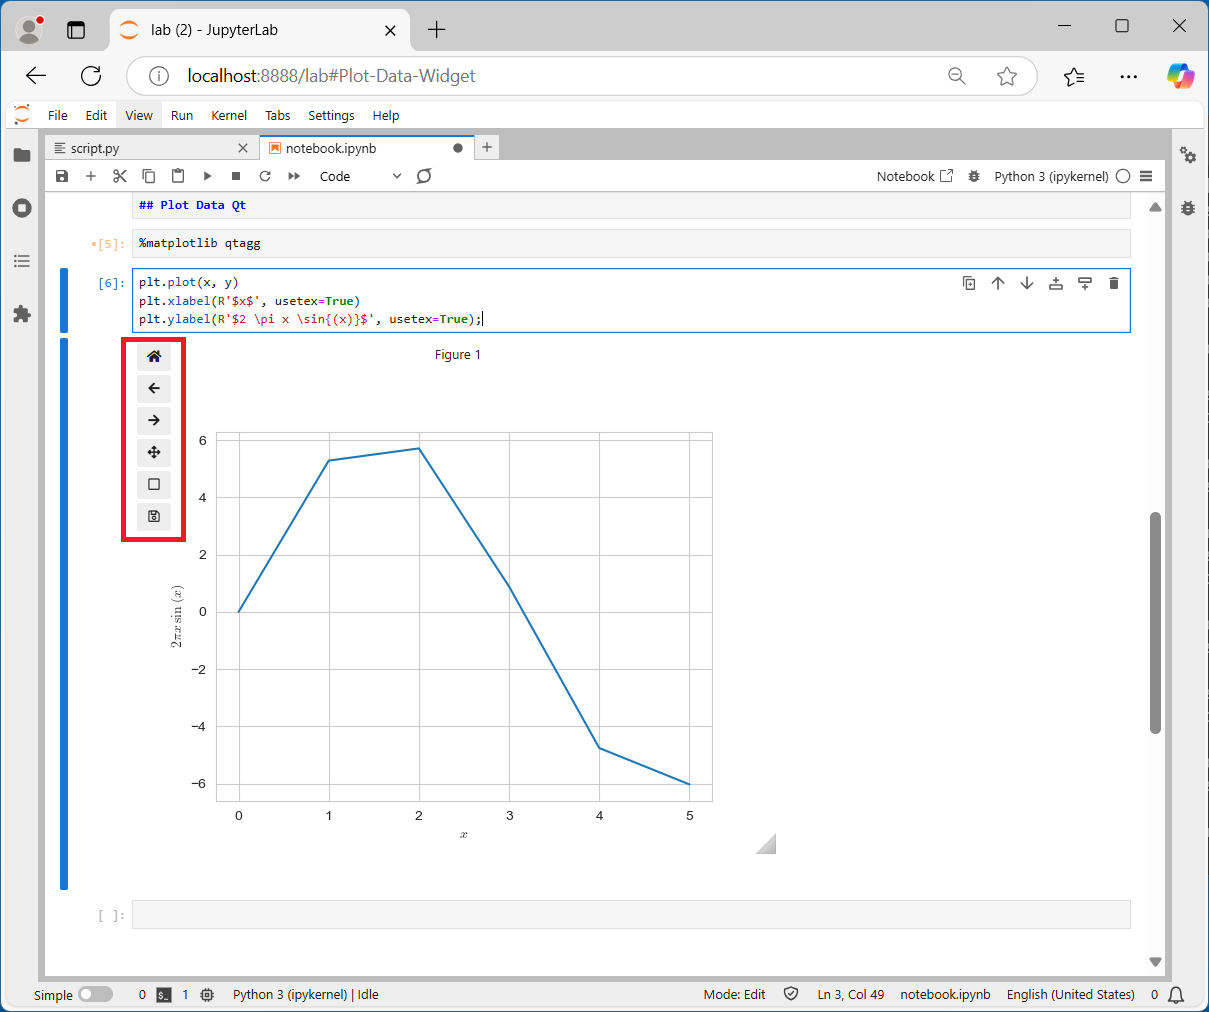 lab (2) - JupyterLab
localhost:8888/lab#Plot-Data-Widget
File Edit View Run Kernel Tabs Settings Help
script.py notebook.ipynb
Code Notebook Python 3 (ipykernel)
## Plot Data Qt
[5]: %matplotlib qtagg
[6]: plt.plot(x, y)
plt.xlabel(R'$x$', usetex=True)
plt.ylabel(R'$2 \pi x \sin{(x)}$', usetex=True);
Figure 1
6
4
2
0
−2
−4
−6
2πx sin (x)
0 1 2 3 4 5
x
[ ]:
Simple 0 $_ 1 Python 3 (ipykernel) | Idle Mode: Edit Ln 3, Col 49 notebook.ipynb English (United States) 0